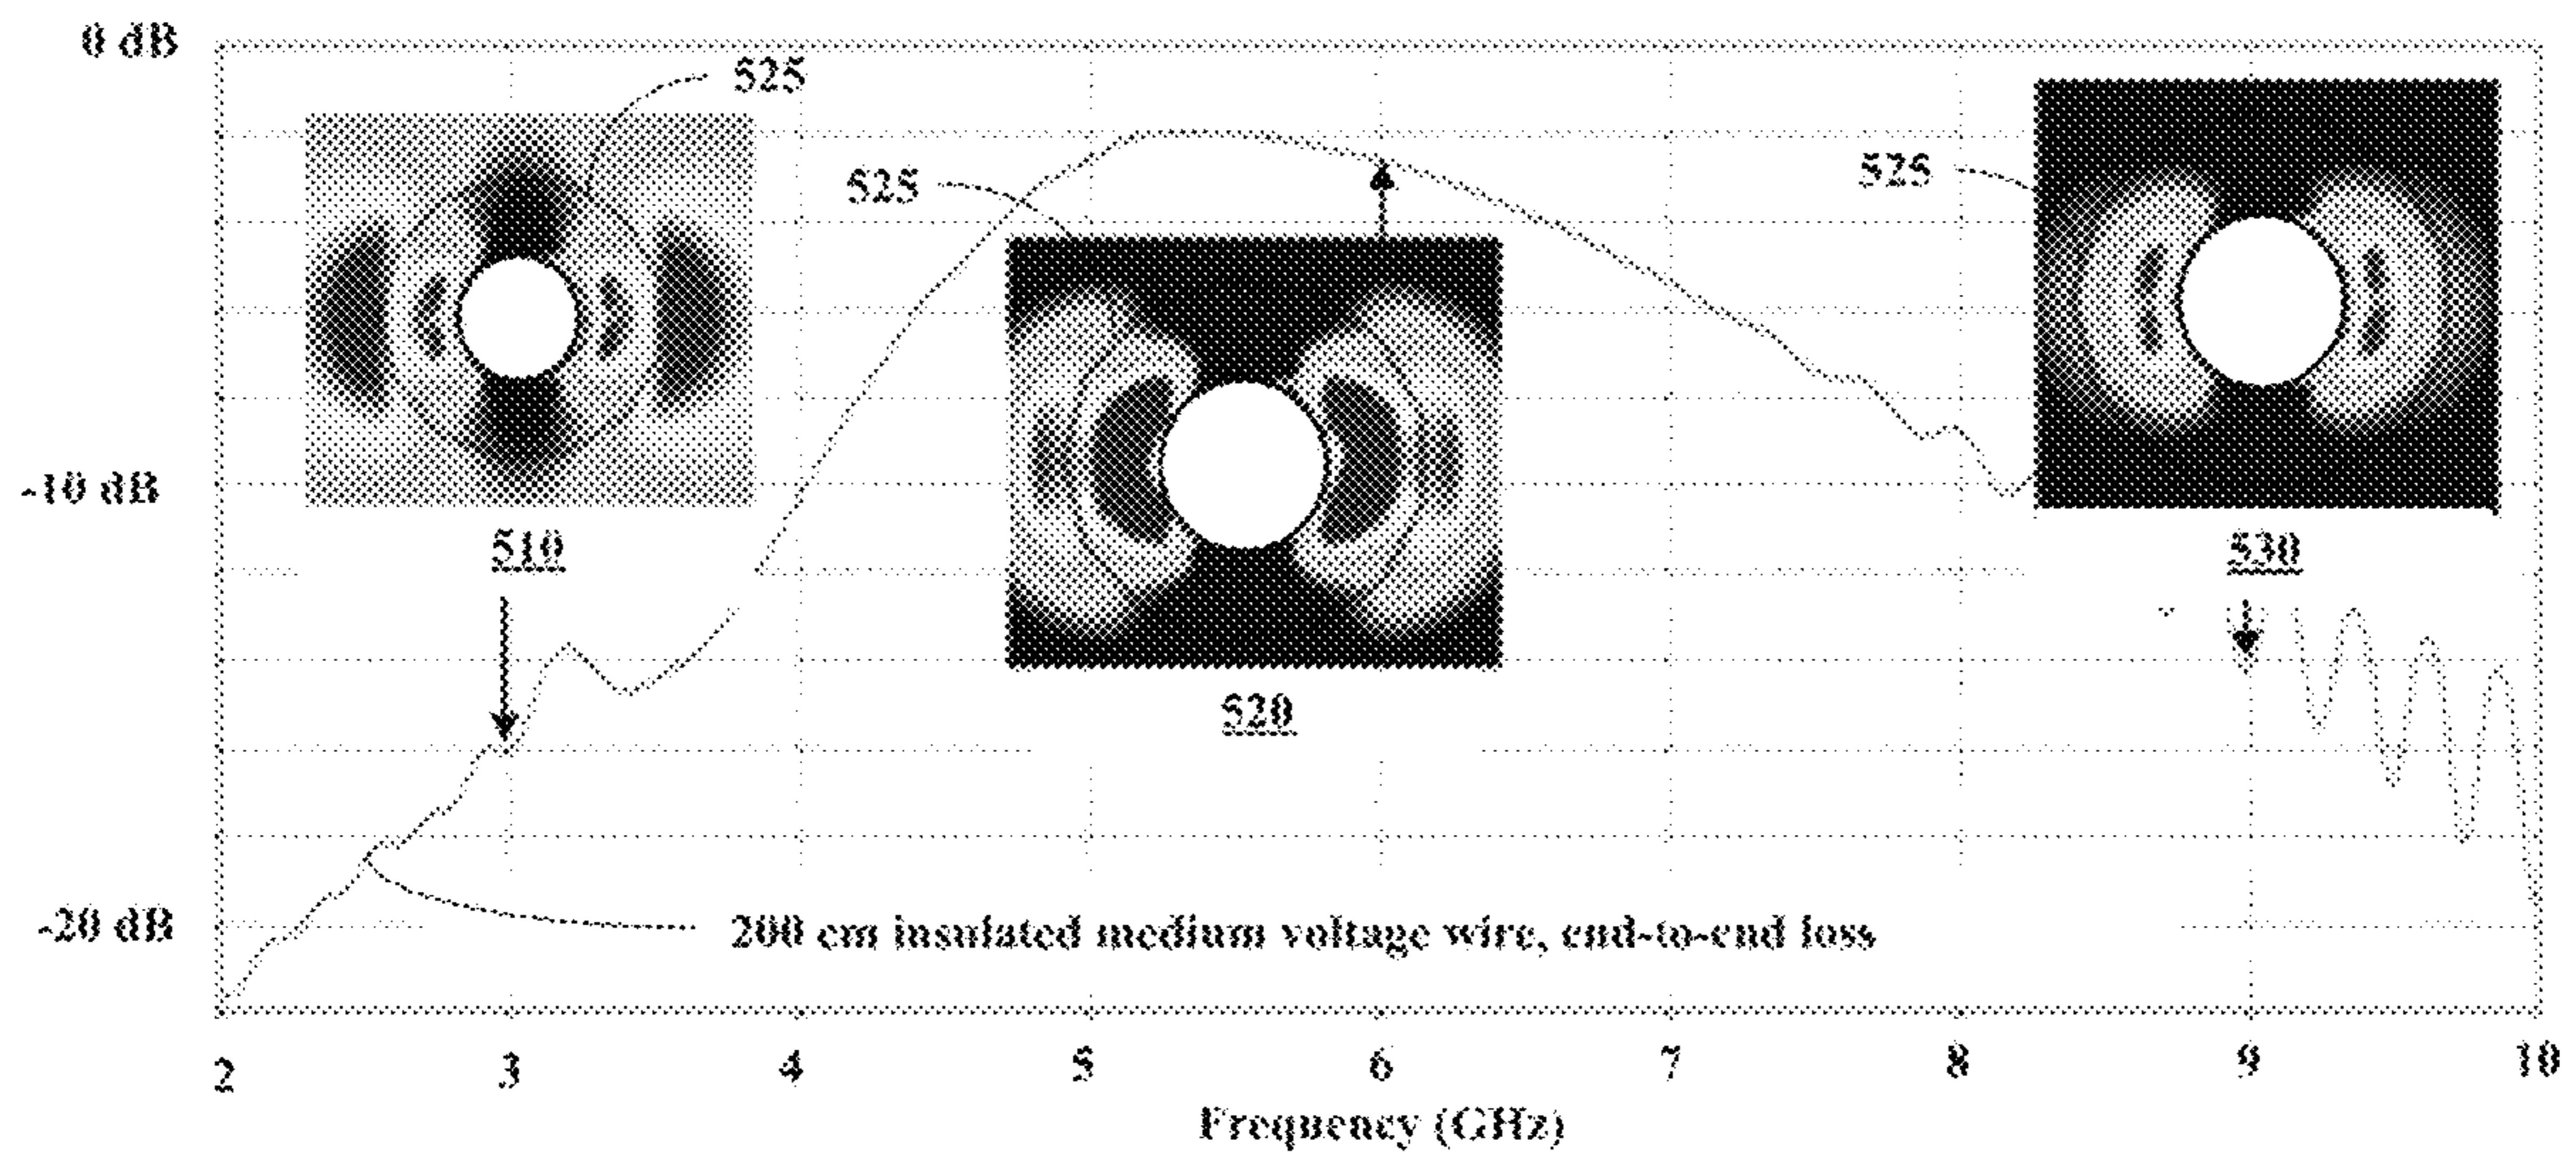 0 dB
525
525
525
-10 dB
510
530
520
-20 dB
200 cm insulated medium voltage wire, end-to-end loss
2 3 4 5 6 7 8 9 10
Frequency (GHz)